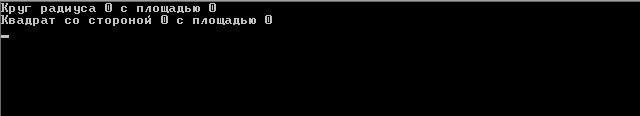 Круг радиуса 0 с площадью 0
Квадрат со стороной 0 с площадью 0